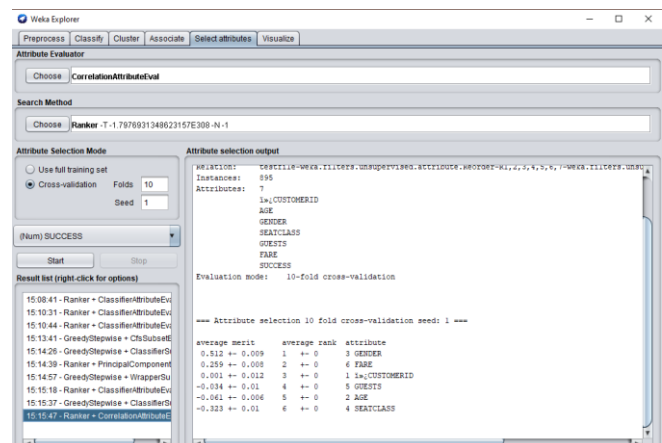 Weka Explorer
Preprocess Classify Cluster Associate Select attributes Visualize
Attribute Evaluator
Choose CorrelationAttributeEval
Search Method
Choose Ranker -T -1.7976931348623157E308 -N -1
Attribute Selection Mode
Use full training set
Cross-validation Folds 10
Seed 1
(Num) SUCCESS
Start Stop
Result list (right-click for options)
15:08:41 - Ranker + ClassifierAttributeEva
15:10:31 - Ranker + ClassifierAttributeEva
15:10:44 - Ranker + ClassifierAttributeEva
15:13:41 - GreedyStepwise + CfsSubsetE
15:14:26 - GreedyStepwise + ClassifierS
15:14:39 - Ranker + PrincipalComponent
15:14:57 - GreedyStepwise + WrapperSu
15:15:18 - Ranker + ClassifierAttributeEva
15:15:37 - GreedyStepwise + ClassifierS
15:15:47 - Ranker + CorrelationAttributeE
Attribute selection output
Relation: testfile-weka.filters.unsupervised.attribute.Reorder-R1,2,3,4,5,6,7-weka.filters.unsu
Instances: 895
Attributes: 7
1»¿CUSTOMERID
AGE
GENDER
SEATCLASS
GUESTS
FARE
SUCCESS
Evaluation mode: 10-fold cross-validation
=== Attribute selection 10 fold cross-validation seed: 1 ===
average merit average rank attribute
0.512 +- 0.009 1 +- 0 3 GENDER
0.259 +- 0.008 2 +- 0 6 FARE
0.001 +- 0.012 3 +- 0 1 1»¿CUSTOMERID
-0.034 +- 0.01 4 +- 0 5 GUESTS
-0.061 +- 0.006 5 +- 0 2 AGE
-0.323 +- 0.01 6 +- 0 4 SEATCLASS